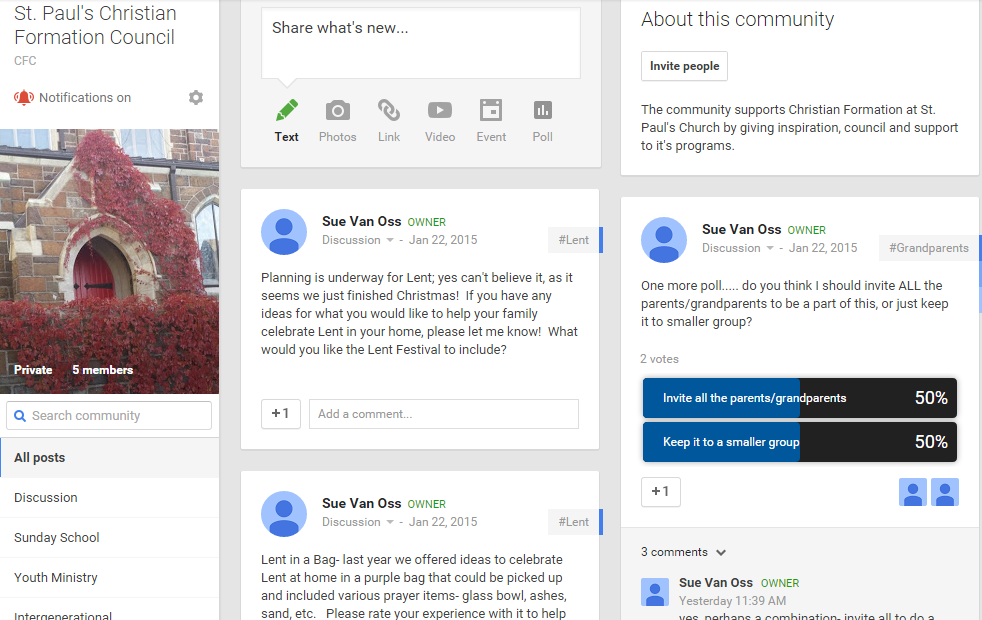 St. Paul's Christian
Formation Council
CFC
Notifications on
Private 5 members
Search community
All posts
Discussion
Sunday School
Youth Ministry
Intergenerational
Share what's new...
Text Photos Link Video Event Poll
Sue Van Oss OWNER
Discussion - Jan 22, 2015
#Lent
Planning is underway for Lent; yes can't believe it, as it
seems we just finished Christmas! If you have any
ideas for what you would like to help your family
celebrate Lent in your home, please let me know! What
would you like the Lent Festival to include?
+1 Add a comment...
Sue Van Oss OWNER
Discussion - Jan 22, 2015
#Lent
Lent in a Bag- last year we offered ideas to celebrate
Lent at home in a purple bag that could be picked up
and included various prayer items- glass bowl, ashes,
sand, etc. Please rate your experience with it to help
About this community
Invite people
The community supports Christian Formation at St.
Paul's Church by giving inspiration, council and support
to it's programs.
Sue Van Oss OWNER
Discussion - Jan 22, 2015
#Grandparents
One more poll..... do you think I should invite ALL the
parents/grandparents to be a part of this, or just keep
it to smaller group?
2 votes
Invite all the parents/grandparents 50%
Keep it to a smaller group 50%
+1
3 comments
Sue Van Oss OWNER
Yesterday 11:39 AM
yes, perhaps a combination- invite all to do a